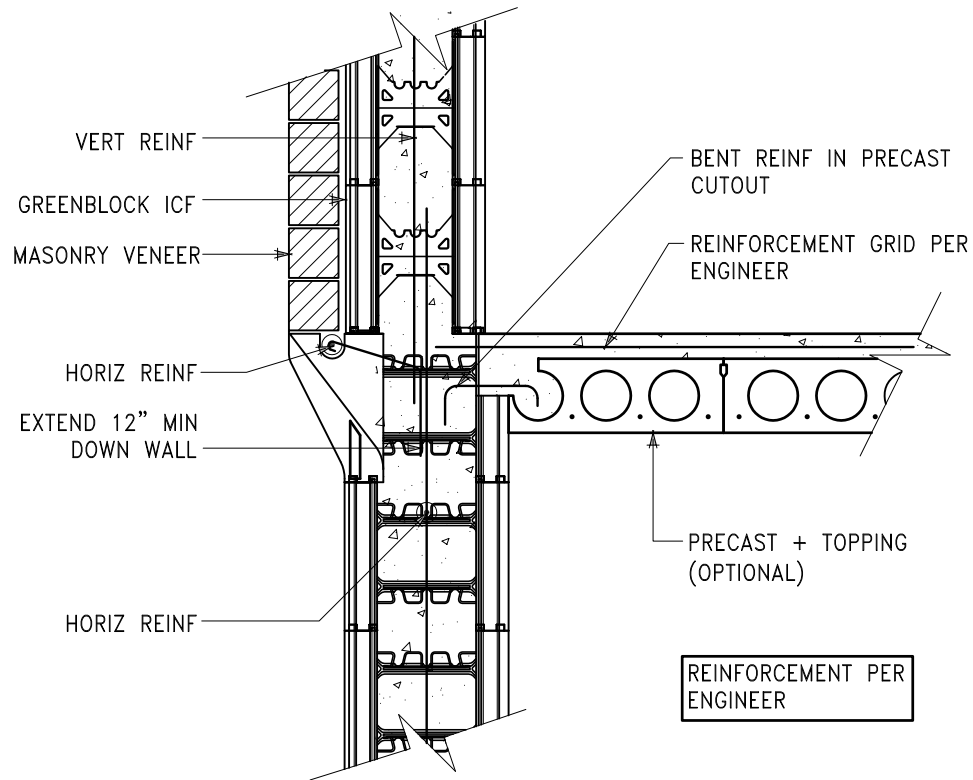 VERT REINF
GREENBLOCK ICF
MASONRY VENEER
HORIZ REINF
EXTEND 12" MIN
DOWN WALL
HORIZ REINF
BENT REINF IN PRECAST
CUTOUT
REINFORCEMENT GRID PER
ENGINEER
PRECAST + TOPPING
(OPTIONAL)
REINFORCEMENT PER
ENGINEER